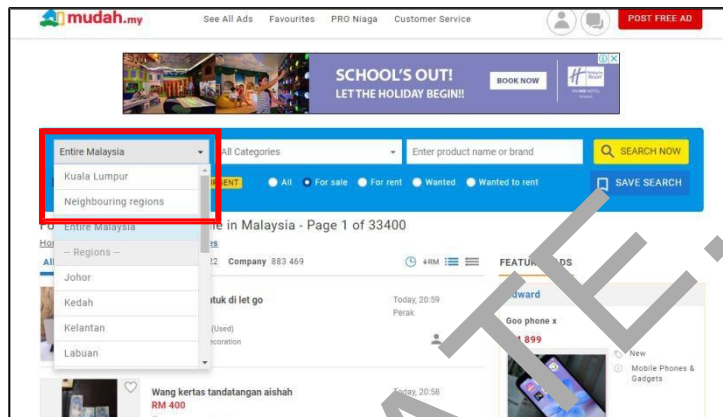 mudah.my See All Ads Favourites PRO Niaga Customer Service POST FREE AD
SCHOOL'S OUT!
LET THE HOLIDAY BEGIN!!
BOOK NOW
Entire Malaysia All Categories Enter product name or brand SEARCH NOW
Kuala Lumpur
All For sale For rent Wanted Wanted to rent SAVE SEARCH
Neighbouring regions
Entire Malaysia
in Malaysia - Page 1 of 33400
-- Regions --
Company 883 469
Johor
Kedah
Kelantan
Labuan
tuk di let go
(Used)
Today, 20:59
Perak
Wang kertas tandatangan aishah
RM 400
Today, 20:58
Goo phone x
899
New
Mobile Phones &
Gadgets
ATE.